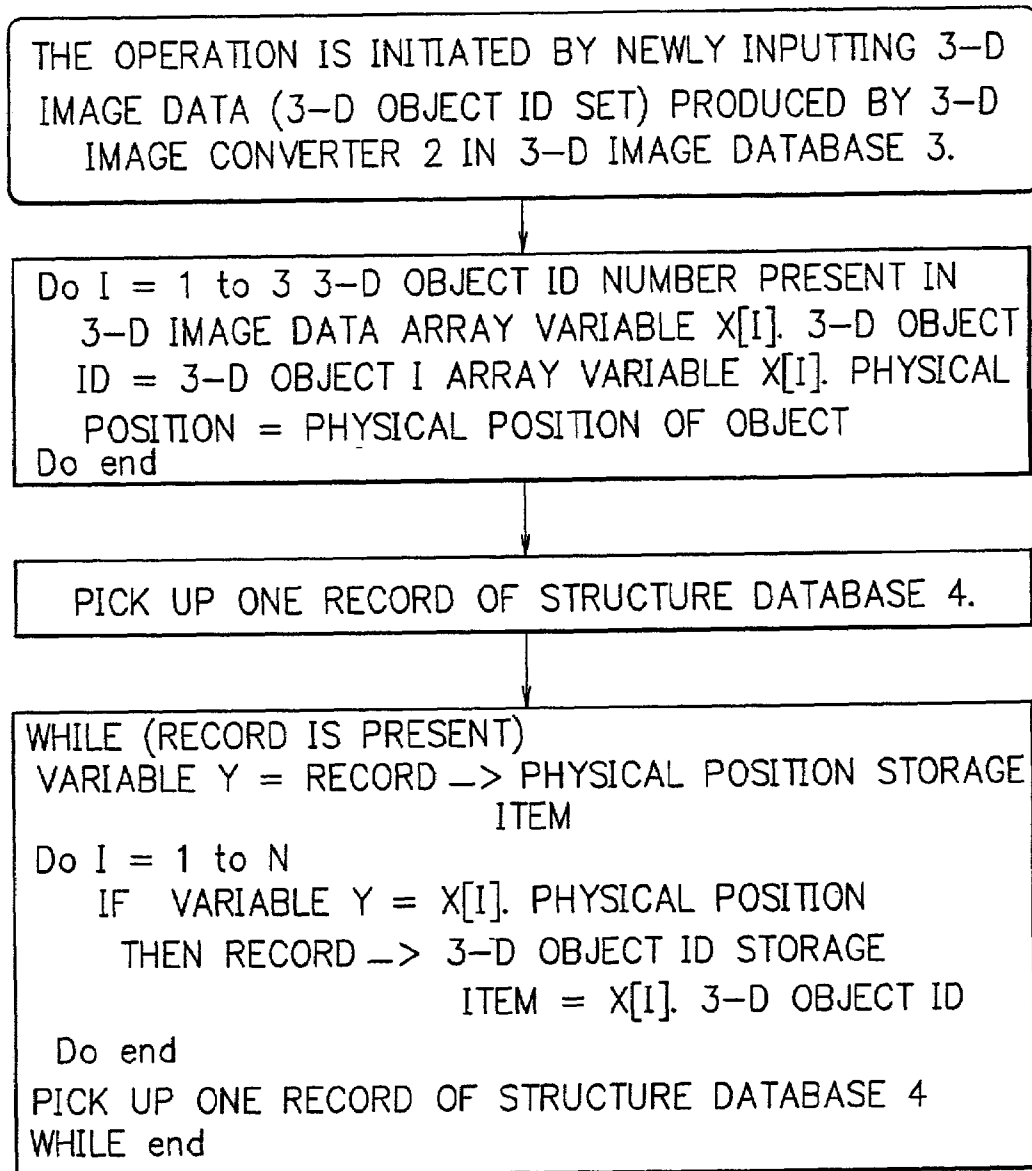 THE OPERATION IS INITIATED BY NEWLY INPUTTING 3-D
IMAGE DATA (3-D OBJECT ID SET) PRODUCED BY 3-D
IMAGE CONVERTER 2 IN 3-D IMAGE DATABASE 3.
Do I = 1 to 3 3-D OBJECT ID NUMBER PRESENT IN
3-D IMAGE DATA ARRAY VARIABLE X[I]. 3-D OBJECT
ID = 3-D OBJECT I ARRAY VARIABLE X[I]. PHYSICAL
POSITION = PHYSICAL POSITION OF OBJECT
Do end
PICK UP ONE RECORD OF STRUCTURE DATABASE 4.
WHILE (RECORD IS PRESENT)
VARIABLE Y = RECORD –> PHYSICAL POSITION STORAGE
ITEM
Do I = 1 to N
IF VARIABLE Y = X[I]. PHYSICAL POSITION
THEN RECORD –> 3-D OBJECT ID STORAGE
ITEM = X[I]. 3-D OBJECT ID
Do end
PICK UP ONE RECORD OF STRUCTURE DATABASE 4
WHILE end